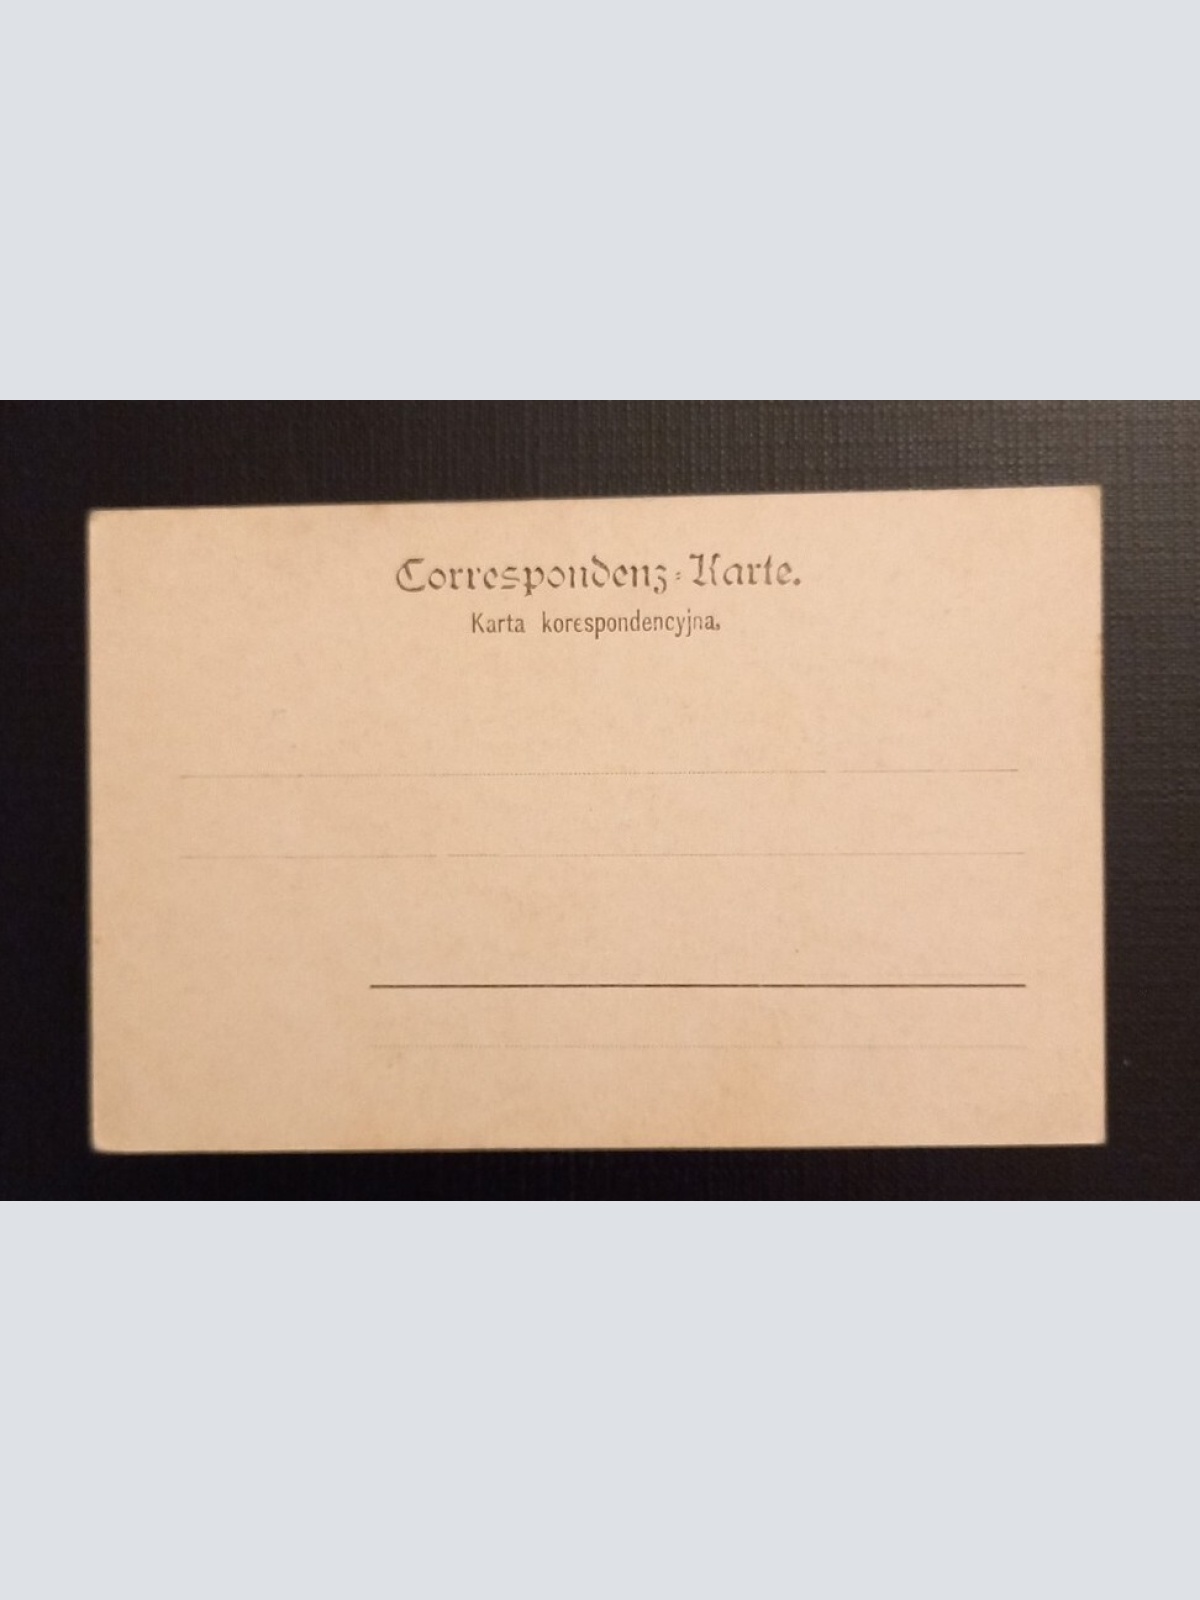 Correspondenz-Karte.
Karta korespondencyjna.